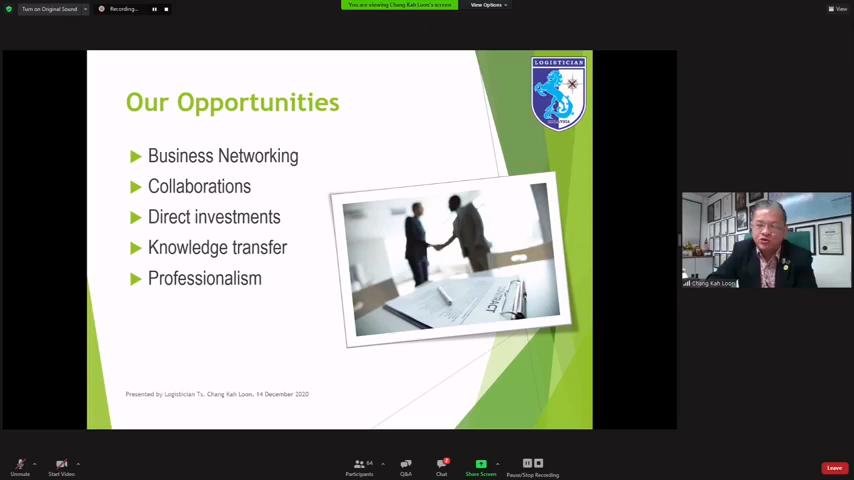 You are viewing Chang Kah Loon's screen
View Options
Turn on Original Sound
Recording...
View
LOGISTICIAN
Our Opportunities
Business Networking
Collaborations
Direct investments
Knowledge transfer
Professionalism
CONTRACT
Presented by Logistician Ts. Chang Kah Loon, 14 December 2020
Chang Kah Loon
Unmute
Start Video
Participants
64
Q&A
Chat
Share Screen
Pause/Stop Recording
Leave